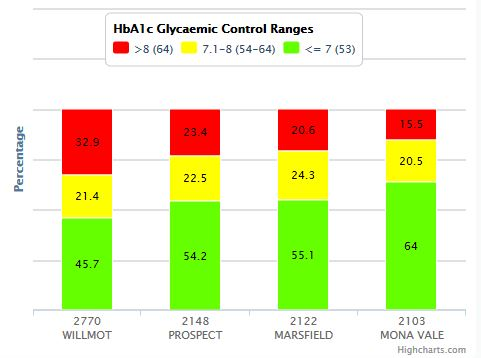 HbA1c Glycaemic Control Ranges
>8 (64) 7.1-8 (54-64) <= 7 (53)
Percentage
32.9 23.4 20.6 15.5
21.4 22.5 24.3 20.5
45.7 54.2 55.1 64
2770 2148 2122 2103
WILLMOT PROSPECT MARSFIELD MONA VALE
Highcharts.com